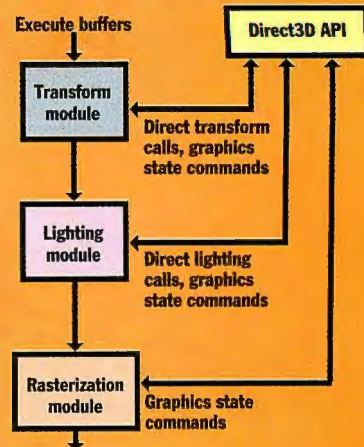 Execute buffers
Direct3D API
Transform
module
Direct transform
calls, graphics
state commands
Lighting
module
Direct lighting
calls, graphics
state commands
Rasterization
module
Graphics state
commands